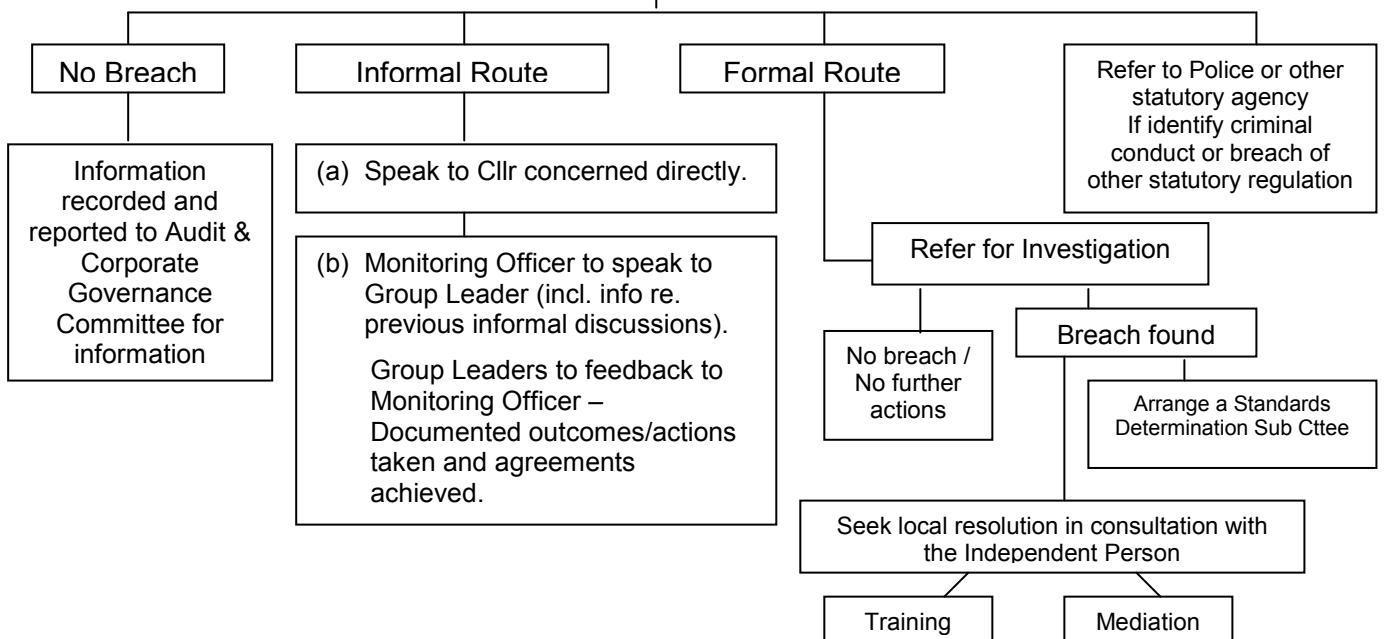 No Breach
Informal Route
Formal Route
Refer to Police or other
statutory agency
If identify criminal
conduct or breach of
other statutory regulation
Information
recorded and
reported to Audit &
Corporate
Governance
Committee for
information
(a) Speak to Cllr concerned directly.
(b) Monitoring Officer to speak to
Group Leader (incl. info re.
previous informal discussions).
Group Leaders to feedback to
Monitoring Officer –
Documented outcomes/actions
taken and agreements
achieved.
Refer for Investigation
No breach /
No further
actions
Breach found
Arrange a Standards
Determination Sub Cttee
Seek local resolution in consultation with
the Independent Person
Training
Mediation